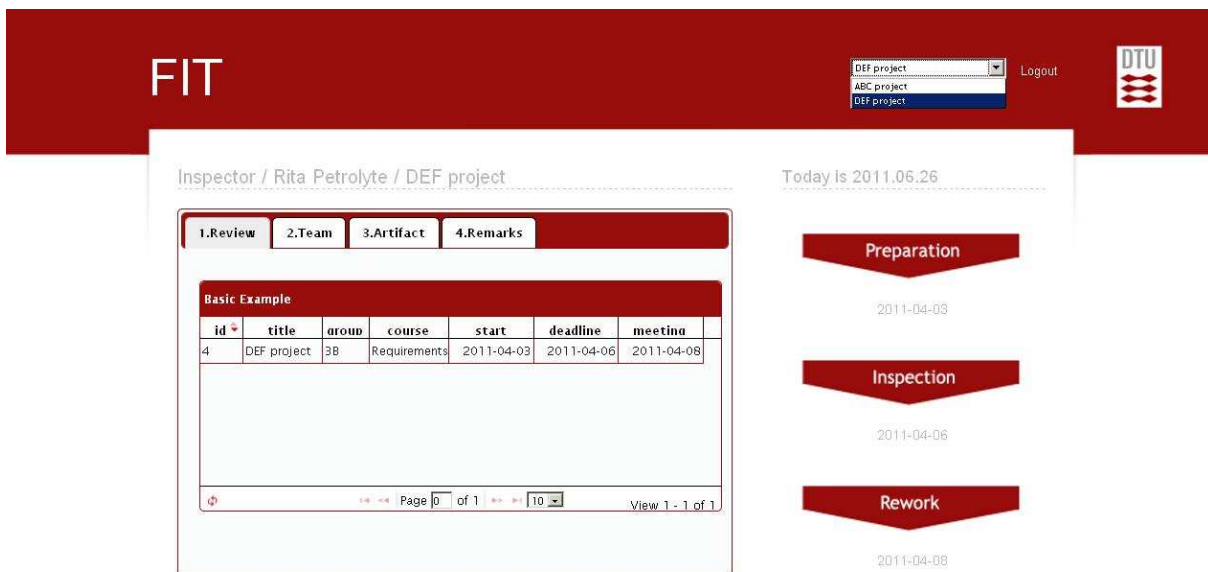 FIT
DEF project
ABC project
DEF project
Logout
DTU
Inspector / Rita Petrolyte / DEF project
Today is 2011.06.26
1.Review 2.Team 3.Artifact 4.Remarks
Basic Example
id title group course start deadline meeting
4 DEF project 3B Requirements 2011-04-03 2011-04-06 2011-04-08
Page 0 of 1 10 View 1 - 1 of 1
Preparation
2011-04-03
Inspection
2011-04-06
Rework
2011-04-08